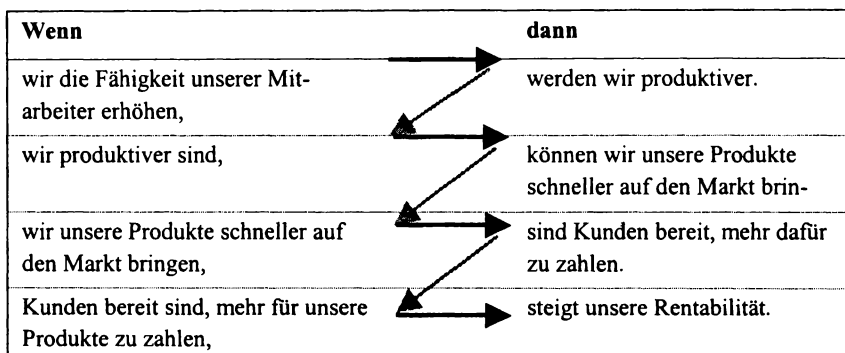 Wenn dann
wir die Fähigkeit unserer Mit-
arbeiter erhöhen,
werden wir produktiver.
wir produktiver sind,
können wir unsere Produkte
schneller auf den Markt brin-
wir unsere Produkte schneller auf
den Markt bringen,
sind Kunden bereit, mehr dafür
zu zahlen.
Kunden bereit sind, mehr für unsere
Produkte zu zahlen,
steigt unsere Rentabilität.